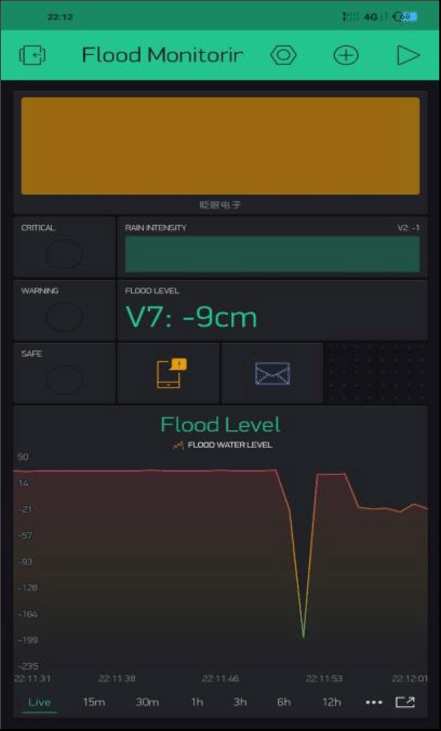 22:12
4G
Flood Monitorir
眨眼电子
CRITICAL
RAIN INTENSITY
V2: -1
WARNING
FLOOD LEVEL
V7: -9cm
SAFE
Flood Level
FLOOD WATER LEVEL
50
14
-21
-57
-93
-128
-164
-199
-235
22:11:31 22:11:38 22:11:46 22:11:53 22:12:01
Live 15m 30m 1h 3h 6h 12h •••